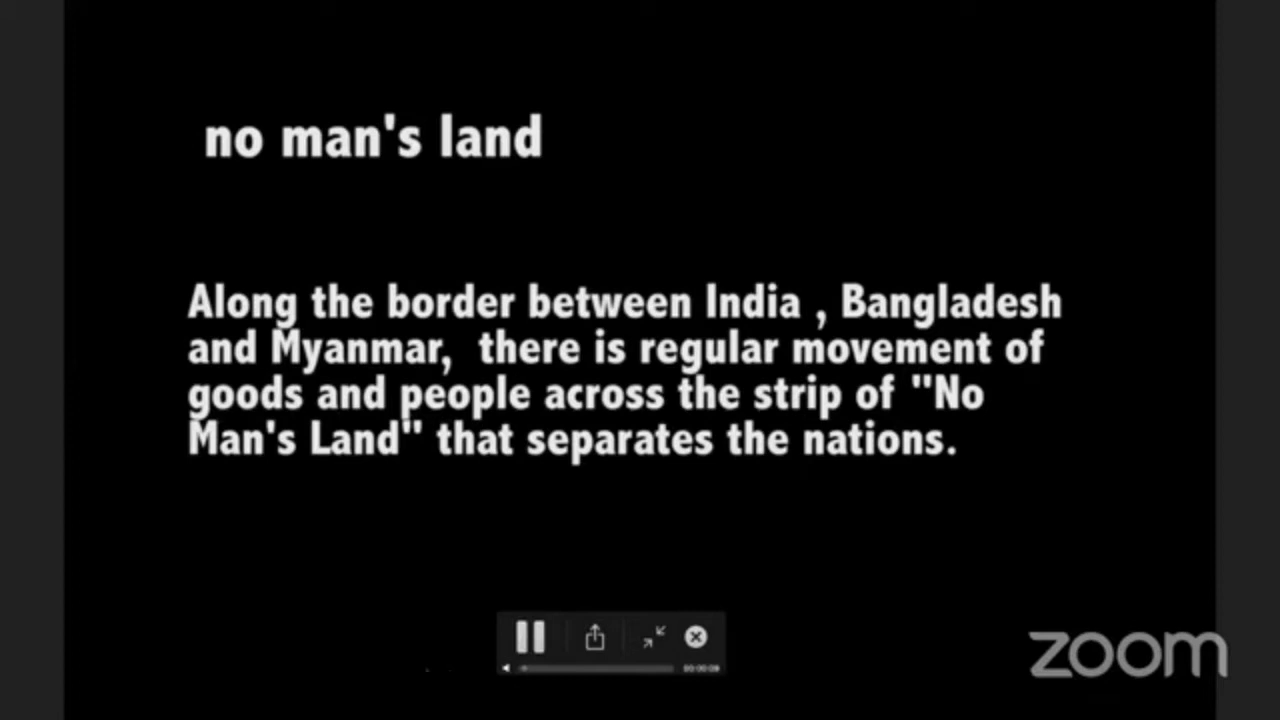 no man's land
Along the border between India , Bangladesh
and Myanmar, there is regular movement of
goods and people across the strip of "No
Man's Land" that separates the nations.
zoom